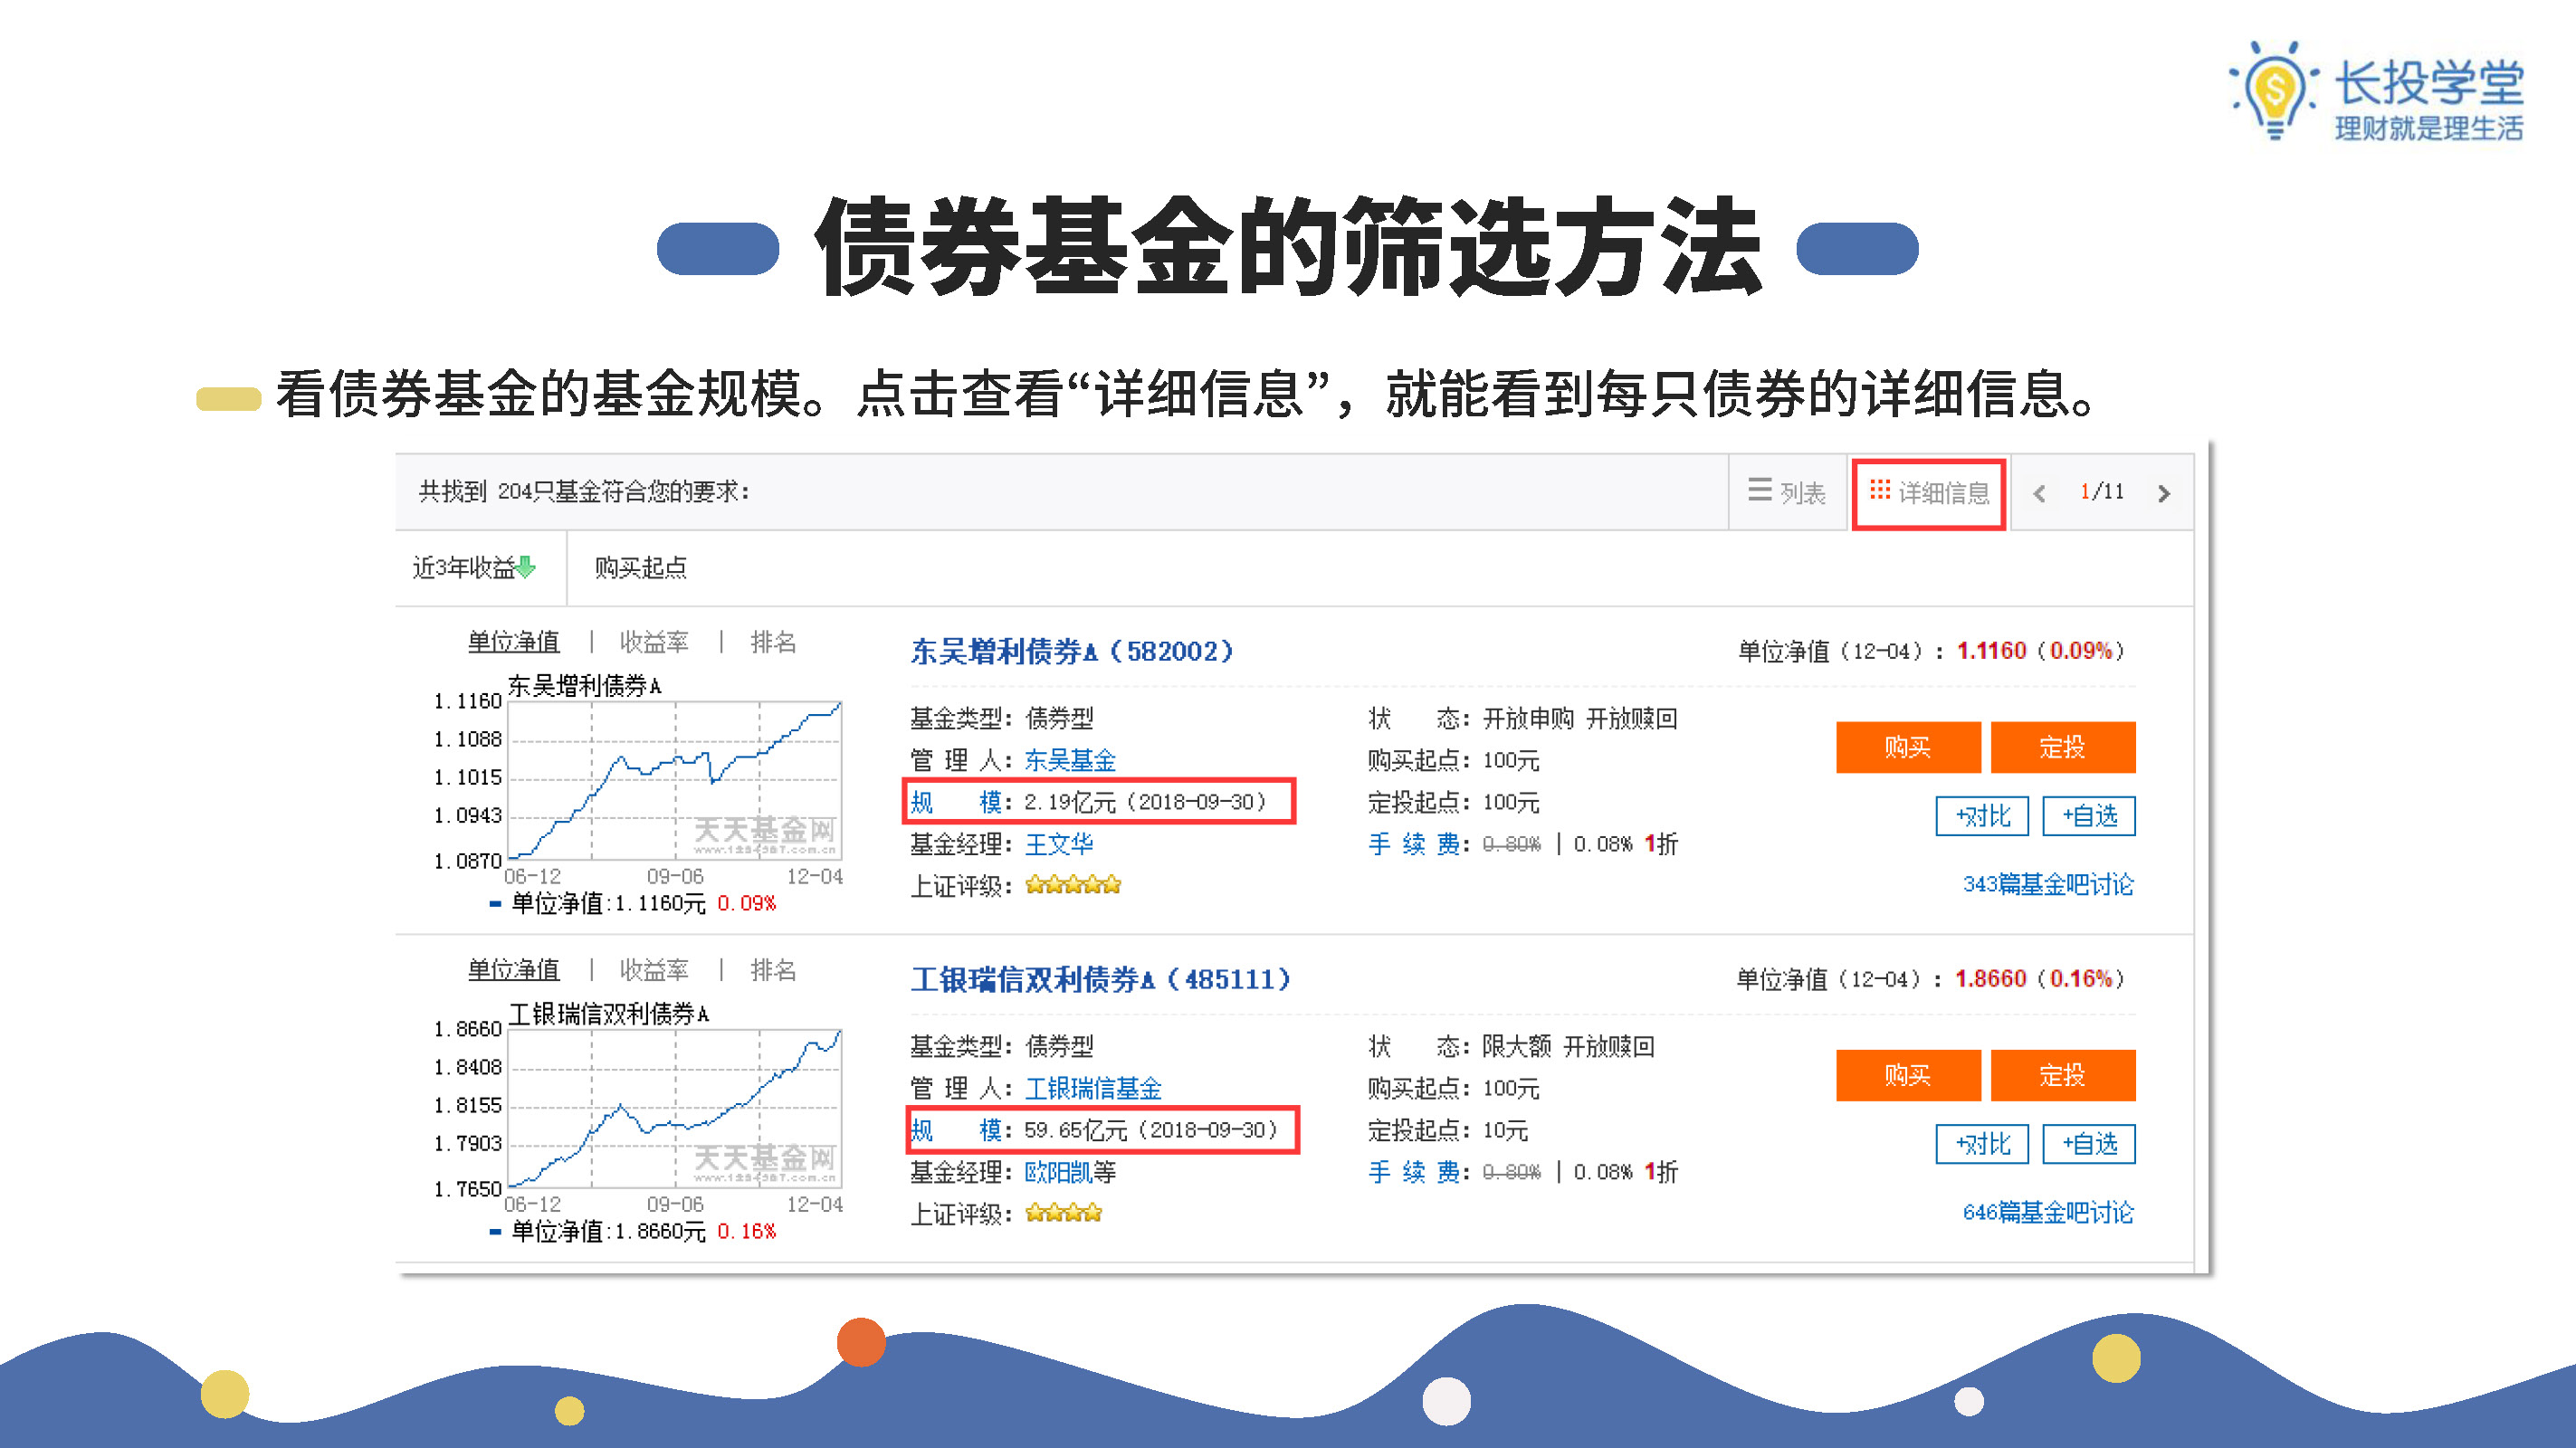 长投学堂
理财就是理生活
债券基金的筛选方法
看债券基金的基金规模。点击查看“详细信息”，就能看到每只债券的详细信息。
共找到 204只基金符合您的要求： 列表 详细信息 1/11
近3年收益 购买起点
单位净值 | 收益率 | 排名
东吴增利债券A
1.1160
1.1088
1.1015
1.0943
1.0870
天天基金网
www.1234567.com.cn
06-12 09-06 12-04
单位净值:1.1160元 0.09%
东吴增利债券A（582002） 单位净值（12-04）：1.1160（0.09%）
基金类型：债券型 状 态：开放申购 开放赎回
管 理 人：东吴基金 购买起点：100元
规 模：2.19亿元（2018-09-30） 定投起点：100元
基金经理：王文华 手 续 费：0.80% | 0.08% 1折
上证评级：
购买 定投
+对比 +自选
343篇基金吧讨论
单位净值 | 收益率 | 排名
工银瑞信双利债券A
1.8660
1.8408
1.8155
1.7903
1.7650
天天基金网
www.1234567.com.cn
06-12 09-06 12-04
单位净值:1.8660元 0.16%
工银瑞信双利债券A（485111） 单位净值（12-04）：1.8660（0.16%）
基金类型：债券型 状 态：限大额 开放赎回
管 理 人：工银瑞信基金 购买起点：100元
规 模：59.65亿元（2018-09-30） 定投起点：10元
基金经理：欧阳凯等 手 续 费：0.80% | 0.08% 1折
上证评级：
购买 定投
+对比 +自选
646篇基金吧讨论